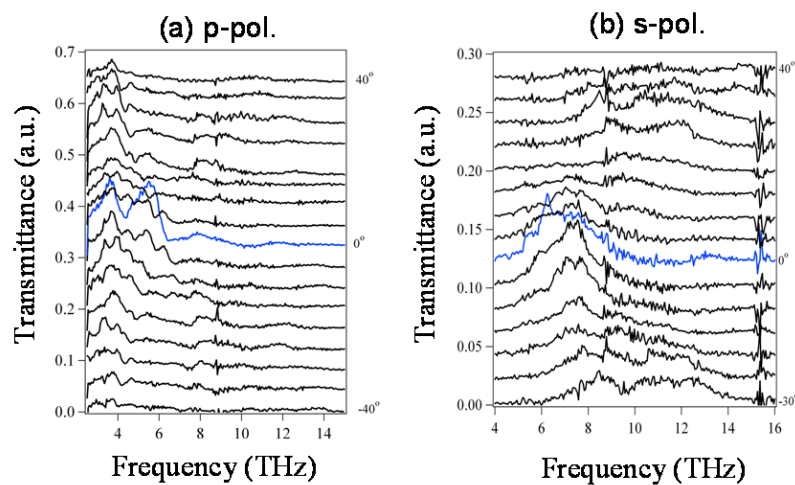 (a) p-pol.
Transmittance (a.u.)
0.7
0.6
0.5
0.4
0.3
0.2
0.1
0.0
40°
0°
-40°
4 6 8 10 12 14
Frequency (THz)
(b) s-pol.
Transmittance (a.u.)
0.30
0.25
0.20
0.15
0.10
0.05
0.00
40°
0°
-30°
4 6 8 10 12 14 16
Frequency (THz)